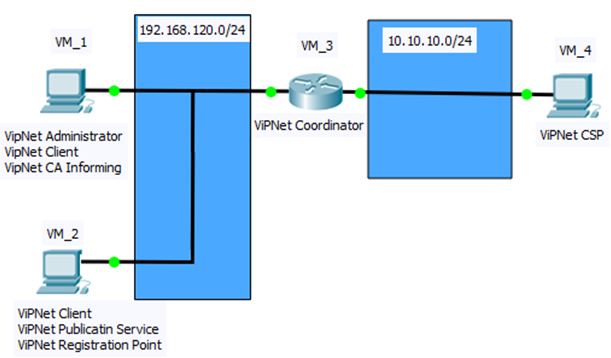 VM_1
192.168.120.0/24
VM_3
10.10.10.0/24
VM_4
VipNet Administrator
VipNet Client
VipNet CA Informing
ViPNet Coordinator
ViPNet CSP
VM_2
ViPNet Client
ViPNet Publicatin Service
ViPNet Registration Point